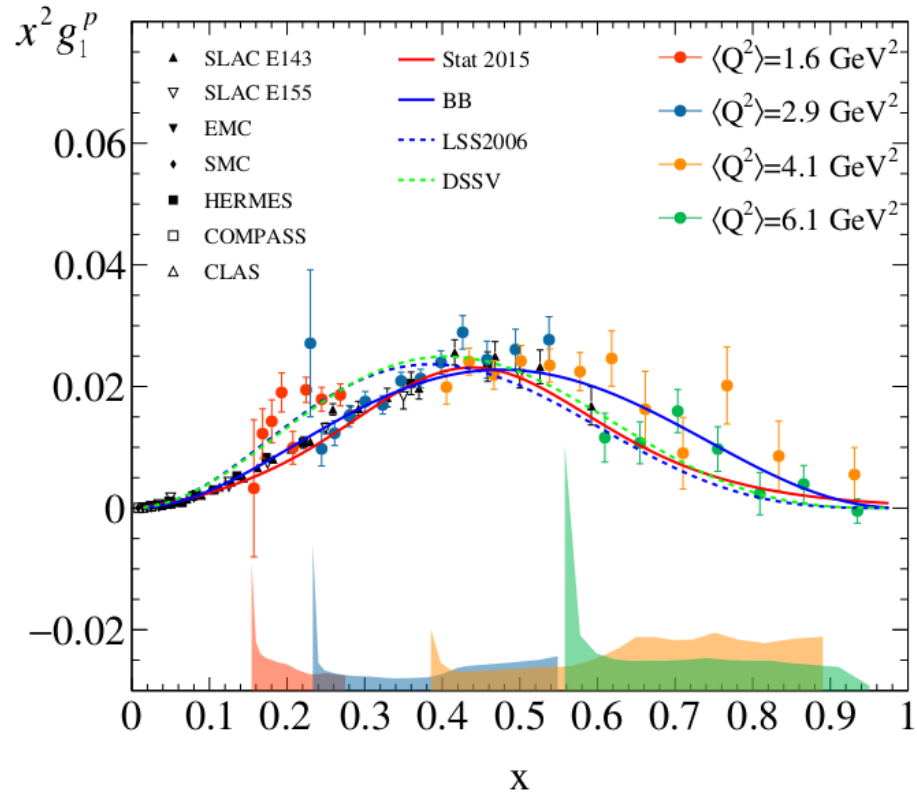 x² g₁ᵖ
SLAC E143
SLAC E155
EMC
SMC
HERMES
COMPASS
CLAS
Stat 2015
BB
LSS2006
DSSV
⟨Q²⟩=1.6 GeV²
⟨Q²⟩=2.9 GeV²
⟨Q²⟩=4.1 GeV²
⟨Q²⟩=6.1 GeV²
0.06
0.04
0.02
0
−0.02
0 0.1 0.2 0.3 0.4 0.5 0.6 0.7 0.8 0.9 1
x